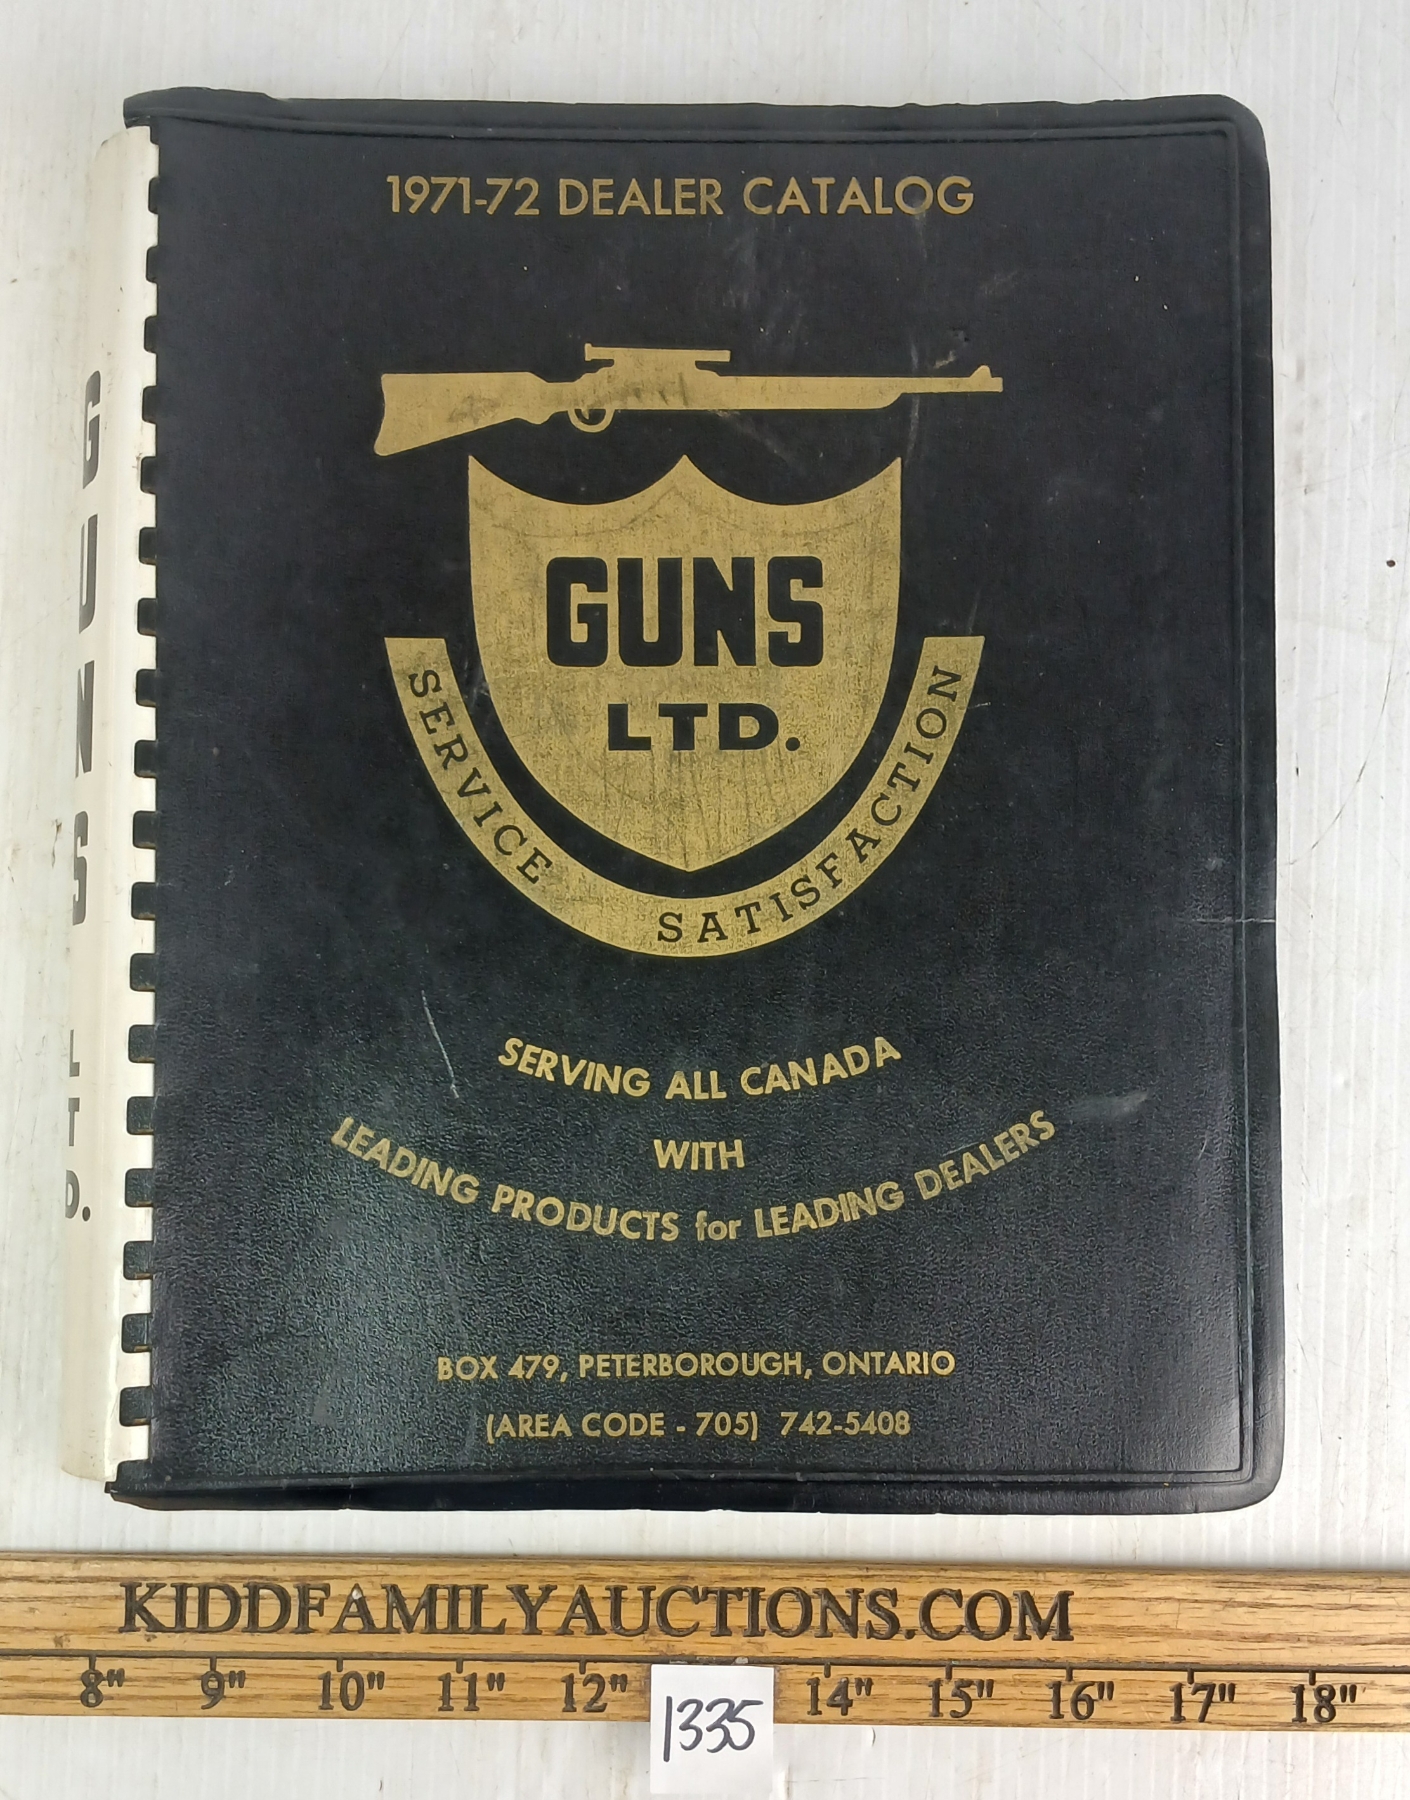 1971-72 DEALER CATALOG
GUNS
LTD.
SERVICE SATISFACTION
SERVING ALL CANADA
WITH
LEADING PRODUCTS for LEADING DEALERS
BOX 479, PETERBOROUGH, ONTARIO
(AREA CODE - 705) 742-5408
GUNS LTD.
KIDDFAMILYAUCTIONS.COM
8" 9" 10" 11" 12" 14" 15" 16" 17" 18"
1335